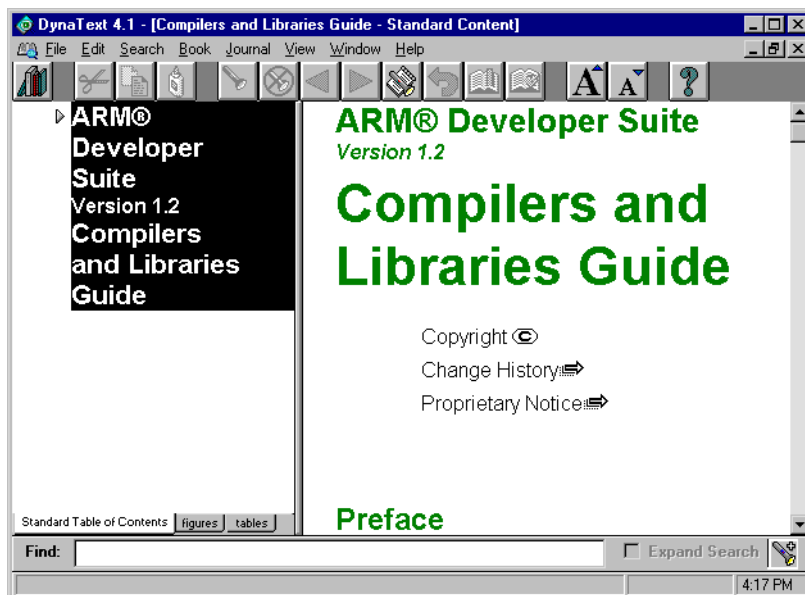 DynaText 4.1 - [Compilers and Libraries Guide - Standard Content]
File Edit Search Book Journal View Window Help
A A ?
ARM®
Developer
Suite
Version 1.2
Compilers
and Libraries
Guide
Standard Table of Contents figures tables
ARM® Developer Suite
Version 1.2
Compilers and
Libraries Guide
Copyright ©
Change History
Proprietary Notice
Preface
Find: Expand Search
4:17 PM